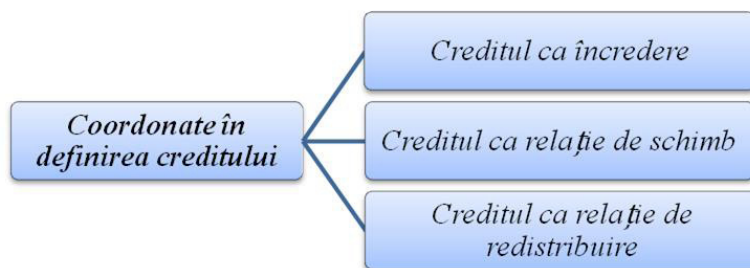 Coordonate în
definirea creditului
Creditul ca încredere
Creditul ca relație de schimb
Creditul ca relație de
redistribuire